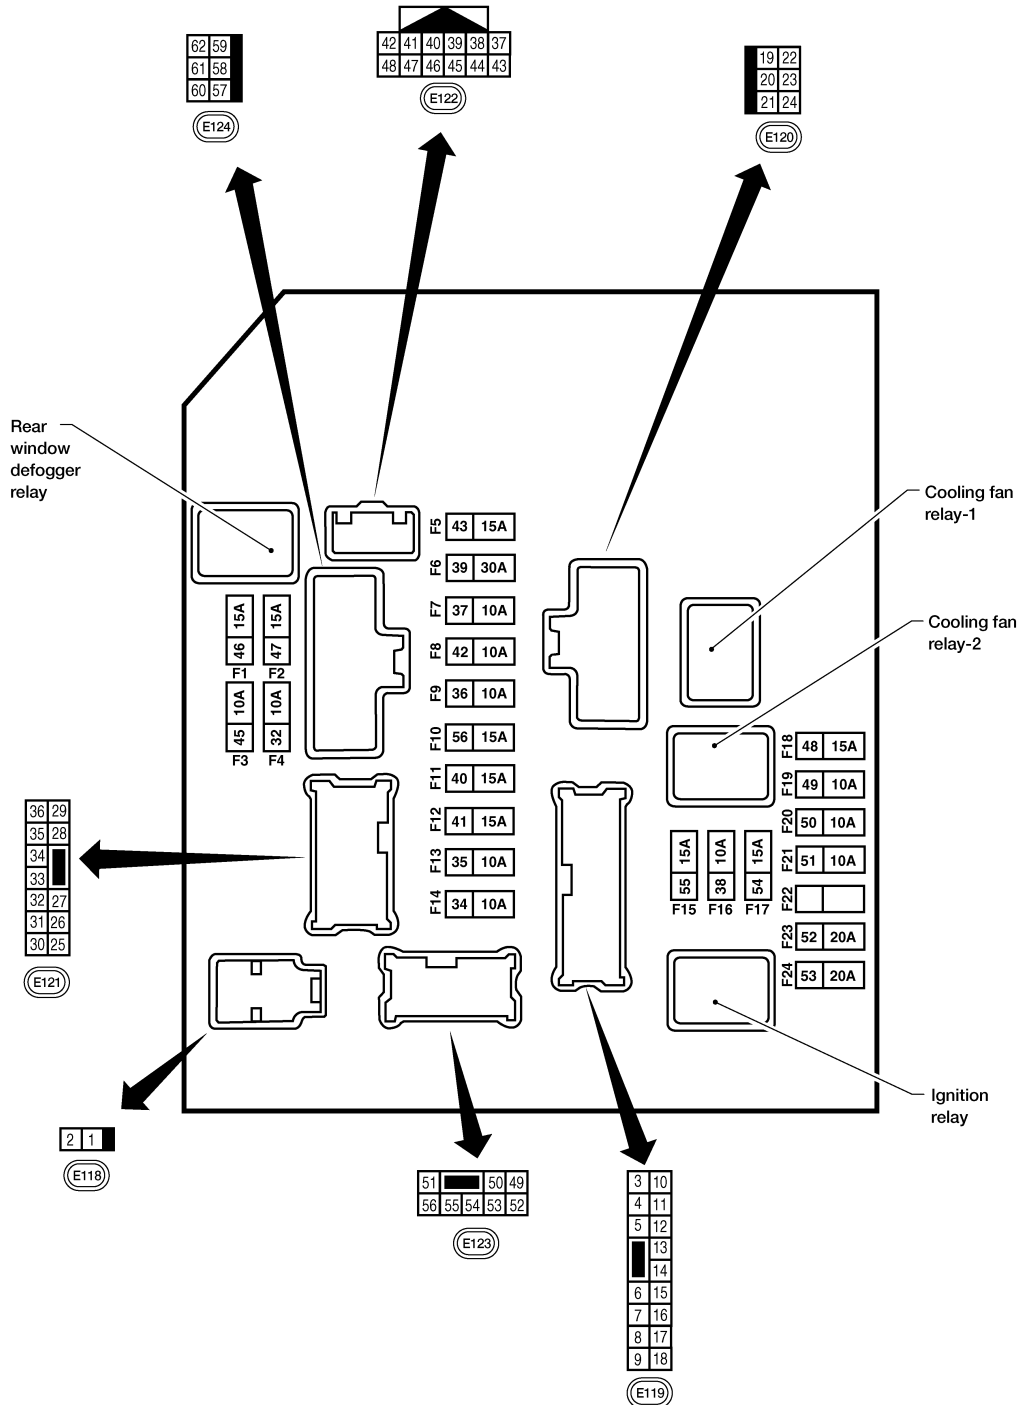 62 59
61 58
60 57
E124
42 41 40 39 38 37
48 47 46 45 44 43
E122
19 22
20 23
21 24
E120
Rear
window
defogger
relay
Cooling fan
relay-1
Cooling fan
relay-2
F5 43 15A
F6 39 30A
F7 37 10A
F8 42 10A
F9 36 10A
F10 56 15A
F11 40 15A
F12 41 15A
F13 35 10A
F14 34 10A
15A 15A
46 47
F1 F2
10A 10A
45 32
F3 F4
F18 48 15A
F19 49 10A
F20 50 10A
F21 51 10A
F22
F23 52 20A
F24 53 20A
15A 10A 15A
55 38 54
F15 F16 F17
36 29
35 28
34
33
32 27
31 26
30 25
E121
Ignition
relay
2 1
E118
51 50 49
56 55 54 53 52
E123
3 10
4 11
5 12
13
14
6 15
7 16
8 17
9 18
E119